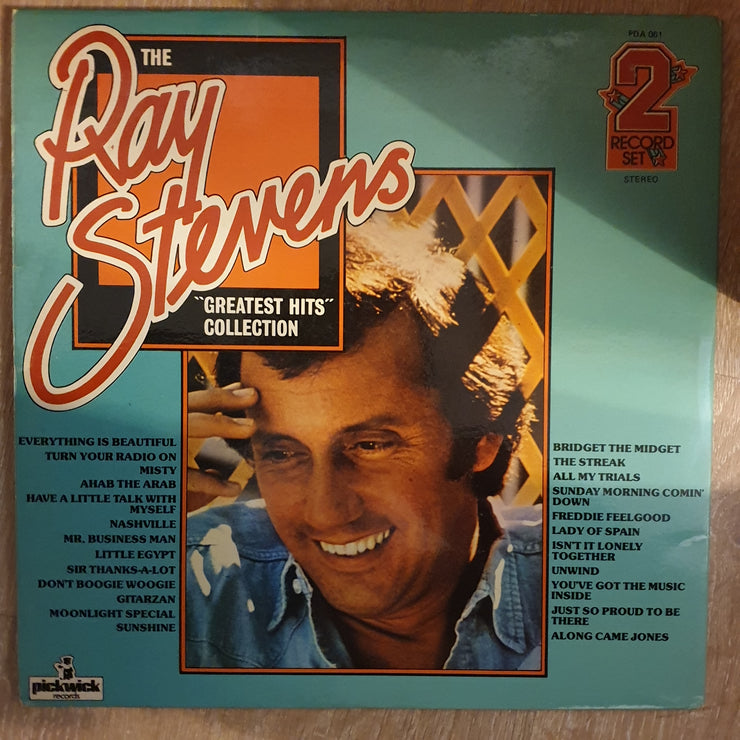 THE
Ray
Stevens
"GREATEST HITS"
COLLECTION
PDA 061
2
RECORD
SET
STEREO
EVERYTHING IS BEAUTIFUL
TURN YOUR RADIO ON
MISTY
AHAB THE ARAB
HAVE A LITTLE TALK WITH
MYSELF
NASHVILLE
MR. BUSINESS MAN
LITTLE EGYPT
SIR THANKS-A-LOT
DON'T BOOGIE WOOGIE
GITARZAN
MOONLIGHT SPECIAL
SUNSHINE
BRIDGET THE MIDGET
THE STREAK
ALL MY TRIALS
SUNDAY MORNING COMIN'
DOWN
FREDDIE FEELGOOD
LADY OF SPAIN
ISN'T IT LONELY
TOGETHER
UNWIND
YOU'VE GOT THE MUSIC
INSIDE
JUST SO PROUD TO BE
THERE
ALONG CAME JONES
pickwick
records